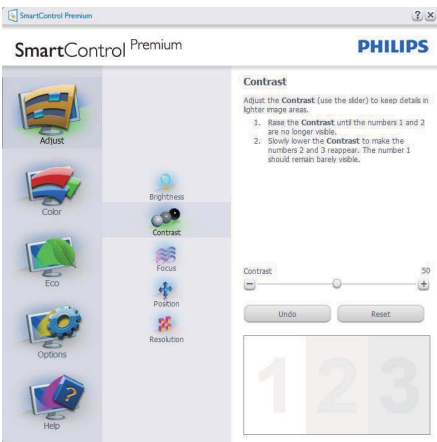 SmartControl Premium
SmartControl Premium
PHILIPS
Adjust
Color
Eco
Options
Help
Brightness
Contrast
Focus
Position
Resolution
Contrast
Adjust the Contrast (use the slider) to keep details in
lighter image areas.
1. Raise the Contrast until the numbers 1 and 2
are no longer visible.
2. Slowly lower the Contrast to make the
numbers 2 and 3 reappear. The number 1
should remain barely visible.
Contrast 50
Undo Reset
1 2 3